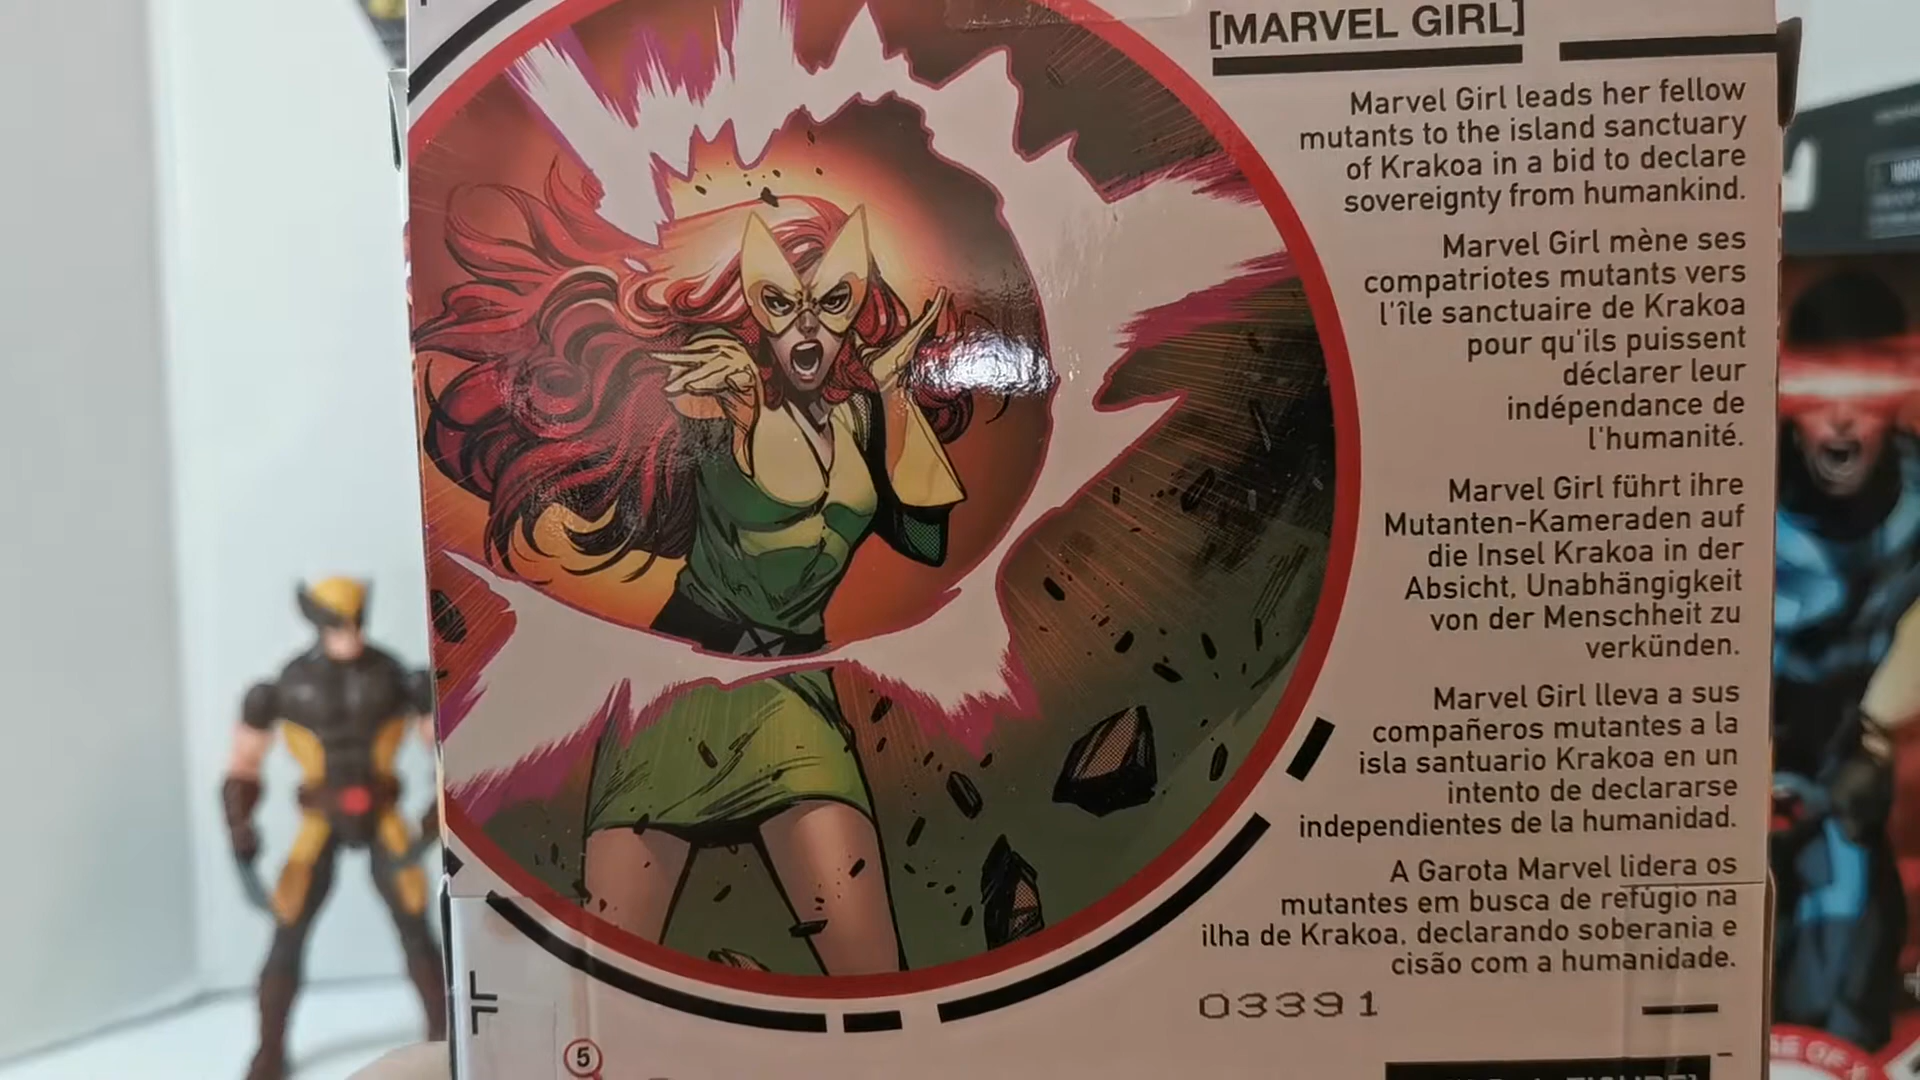 [MARVEL GIRL]
Marvel Girl leads her fellow
mutants to the island sanctuary
of Krakoa in a bid to declare
sovereignty from humankind.
Marvel Girl mène ses
compatriotes mutants vers
l'île sanctuaire de Krakoa
pour qu'ils puissent
déclarer leur
indépendance de
l'humanité.
Marvel Girl führt ihre
Mutanten-Kameraden auf
die Insel Krakoa in der
Absicht, Unabhängigkeit
von der Menschheit zu
verkünden.
Marvel Girl lleva a sus
compañeros mutantes a la
isla santuario Krakoa en un
intento de declararse
independientes de la humanidad.
A Garota Marvel lidera os
mutantes em busca de refúgio na
ilha de Krakoa, declarando soberania e
cisão com a humanidade.
03391
5